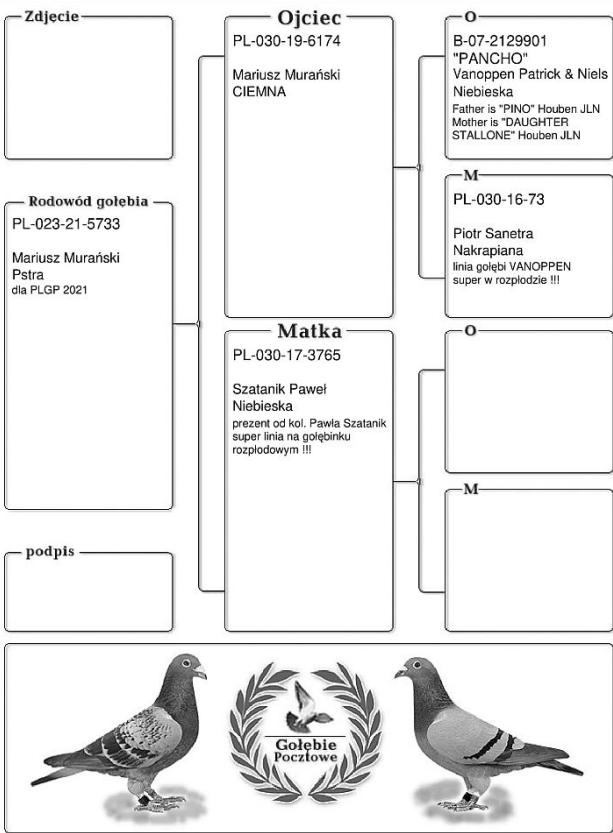 Zdjęcie
Rodowód gołębia
PL-023-21-5733
Mariusz Murański
Pstra
dla PLGP 2021
podpis
Ojciec
PL-030-19-6174
Mariusz Murański
CIEMNA
Matka
PL-030-17-3765
Szatanik Paweł
Niebieska
prezent od kol. Pawła Szatanik
super linia na gołębinku
rozpłodowym !!!
O
B-07-2129901
"PANCHO"
Vanoppen Patrick & Niels
Niebieska
Father is "PINO" Houben JLN
Mother is "DAUGHTER
STALLONE" Houben JLN
M
PL-030-16-73
Piotr Sanetra
Nakrapiana
linia gołębi VANOPPEN
super w rozpłodzie !!!
O
M
Gołębie
Pocztowe